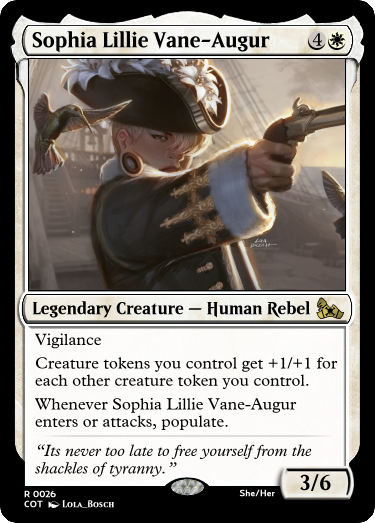 Sophia Lillie Vane-Augur 4
Legendary Creature — Human Rebel
Vigilance
Creature tokens you control get +1/+1 for
each other creature token you control.
Whenever Sophia Lillie Vane-Augur
enters or attacks, populate.
“Its never too late to free yourself from the
shackles of tyranny.”
R 0026
COT Lola_Bosch
She/Her
3/6